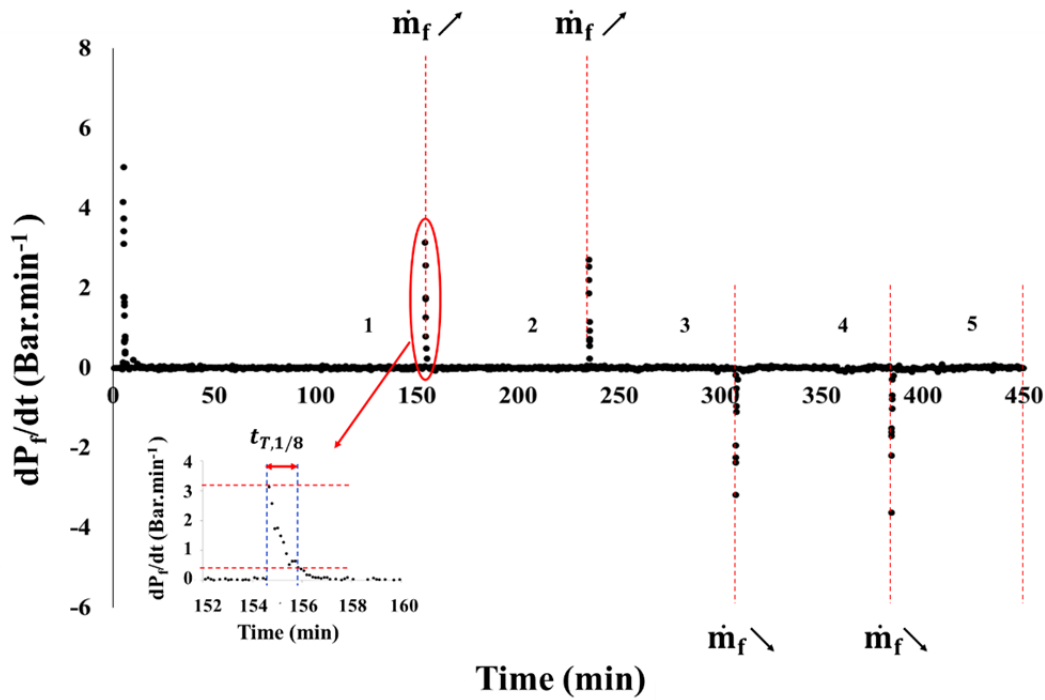 ṁf ↗ ṁf ↗
8
6
4
2
0
-2
-4
-6
dPf/dt (Bar.min-1)
1 2 3 4 5
0 50 100 150 200 250 300 350 400 450
tT,1/8
4
3
2
1
0
dPf/dt (Bar.min-1)
152 154 156 158 160
Time (min)
ṁf ↘ ṁf ↘
Time (min)